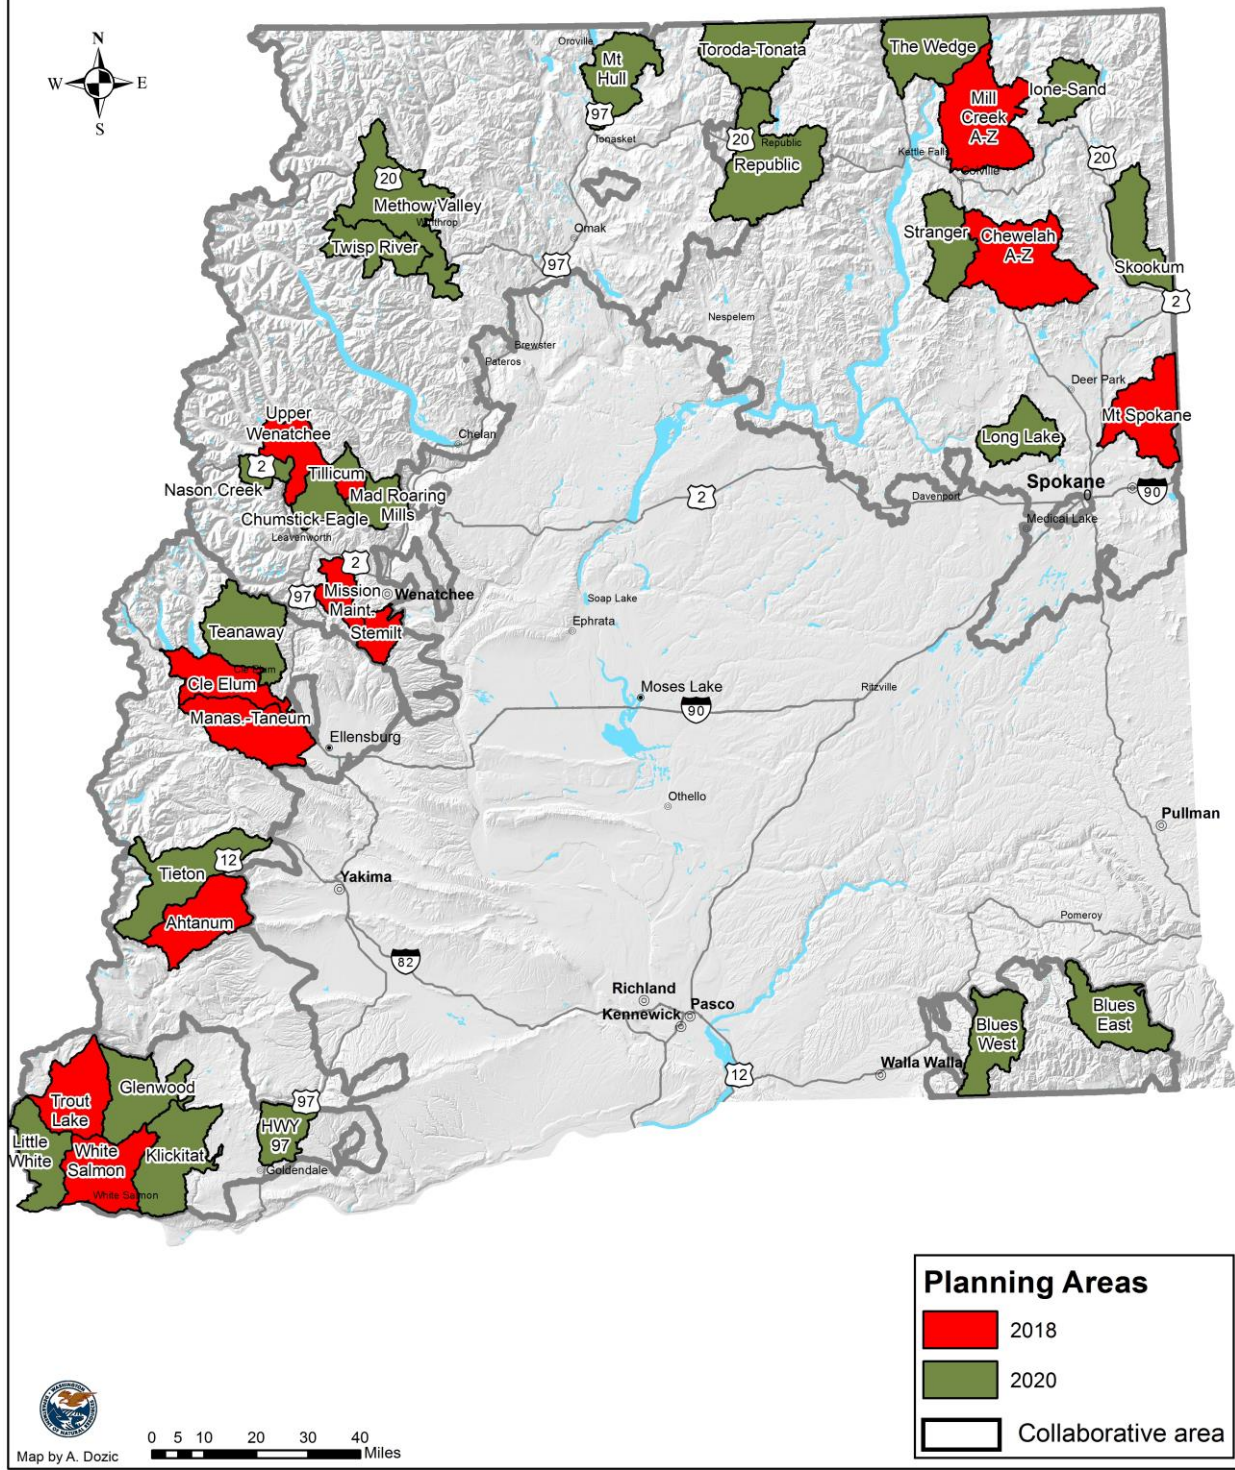 N
W
E
S
Oroville
Mt
Hull
97
Tonasket
Toroda-Tonata
20
Republic
Republic
The Wedge
Mill
Creek
A-Z
Ione-Sand
Kettle Falls
Colville
20
20
Methow Valley
Winthrop
Twisp River
Omak
97
Stranger
Chewelah
A-Z
Skookum
2
Nespelem
Brewster
Pateros
Chelan
Deer Park
Mt Spokane
Long Lake
Spokane
90
Davenport
Medical Lake
Upper
Wenatchee
2
Nason Creek
Tillicum
Mad Roaring
Mills
Chumstick-Eagle
Leavenworth
2
2
97
Mission
Maint.
Wenatchee
Stemilt
Soap Lake
Ephrata
Teanaway
Cle Elum
Cle Elum
Manas.-Taneum
Ellensburg
Moses Lake
90
Ritzville
Othello
Pullman
Tieton
12
Ahtanum
Yakima
82
Pomeroy
Richland
Pasco
Kennewick
Blues
West
Blues
East
Walla Walla
12
Trout
Lake
Glenwood
Little
White
White
Salmon
Klickitat
White Salmon
97
HWY
97
Goldendale
Planning Areas
2018
2020
Collaborative area
Map by A. Dozic
0 5 10 20 30 40
Miles